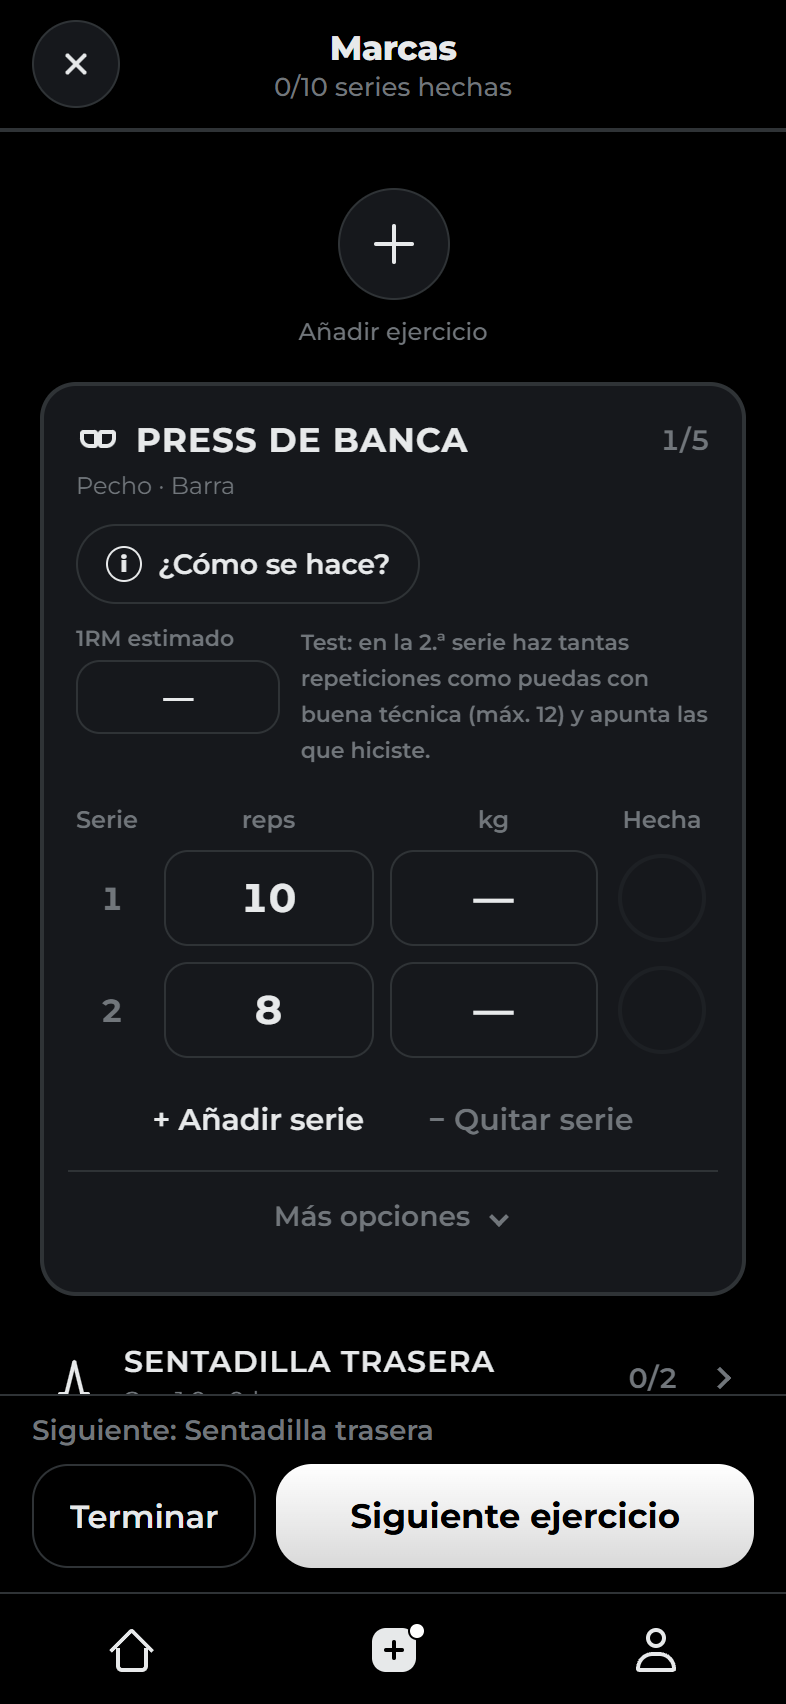 Marcas
0/10 series hechas
Añadir ejercicio
PRESS DE BANCA
1/5
Pecho · Barra
¿Cómo se hace?
1RM estimado
—
Test: en la 2.ª serie haz tantas
repeticiones como puedas con
buena técnica (máx. 12) y apunta las
que hiciste.
Serie reps kg Hecha
1 10 —
2 8 —
+ Añadir serie − Quitar serie
Más opciones
SENTADILLA TRASERA
0/2
Siguiente: Sentadilla trasera
Terminar
Siguiente ejercicio